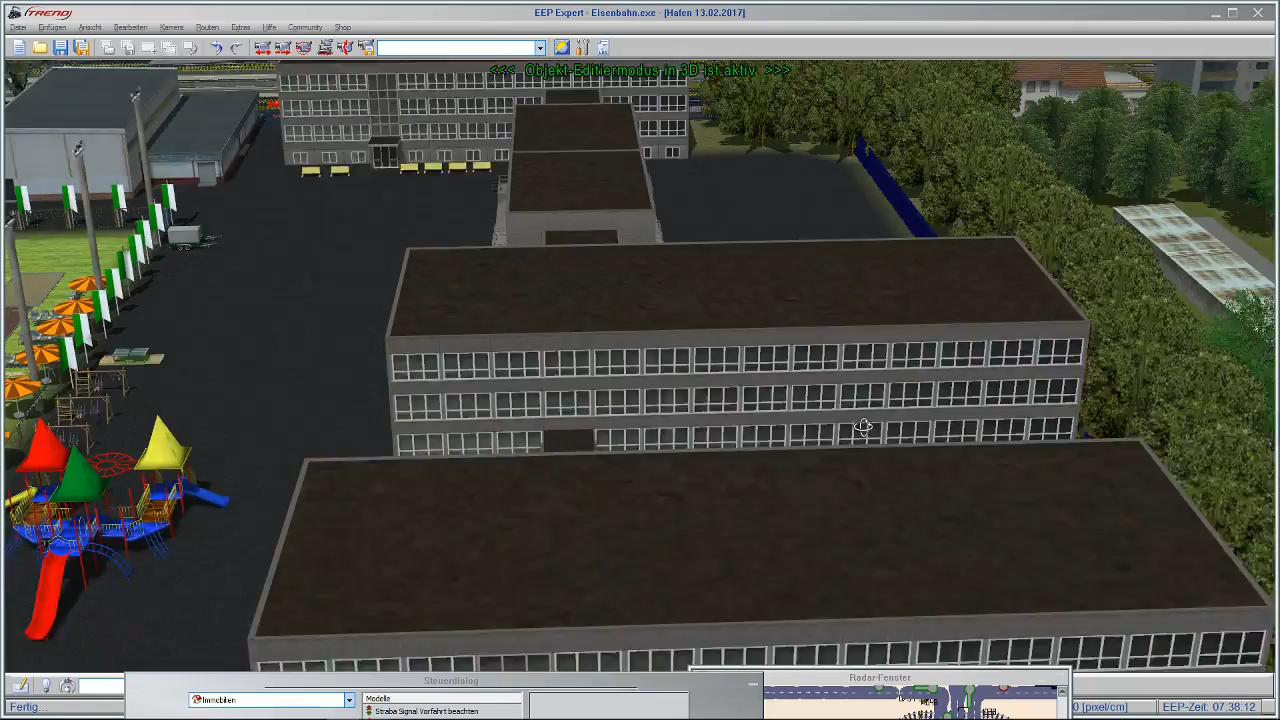 TREND
EEP Expert - Eisenbahn.exe - [Hafen 13.02.2017]
Datei Einfügen Ansicht Bearbeiten Kamera Routen Extras Hilfe Community Shop
<<< Objekt-Editiermodus in 3D ist aktiv >>>
Steuerdialog
Radar-Fenster
Immobilien
Modelle
Straba Signal Vorfahrt beachten
Fertig...
0 [pixel/cm]
EEP-Zeit: 07:38.12